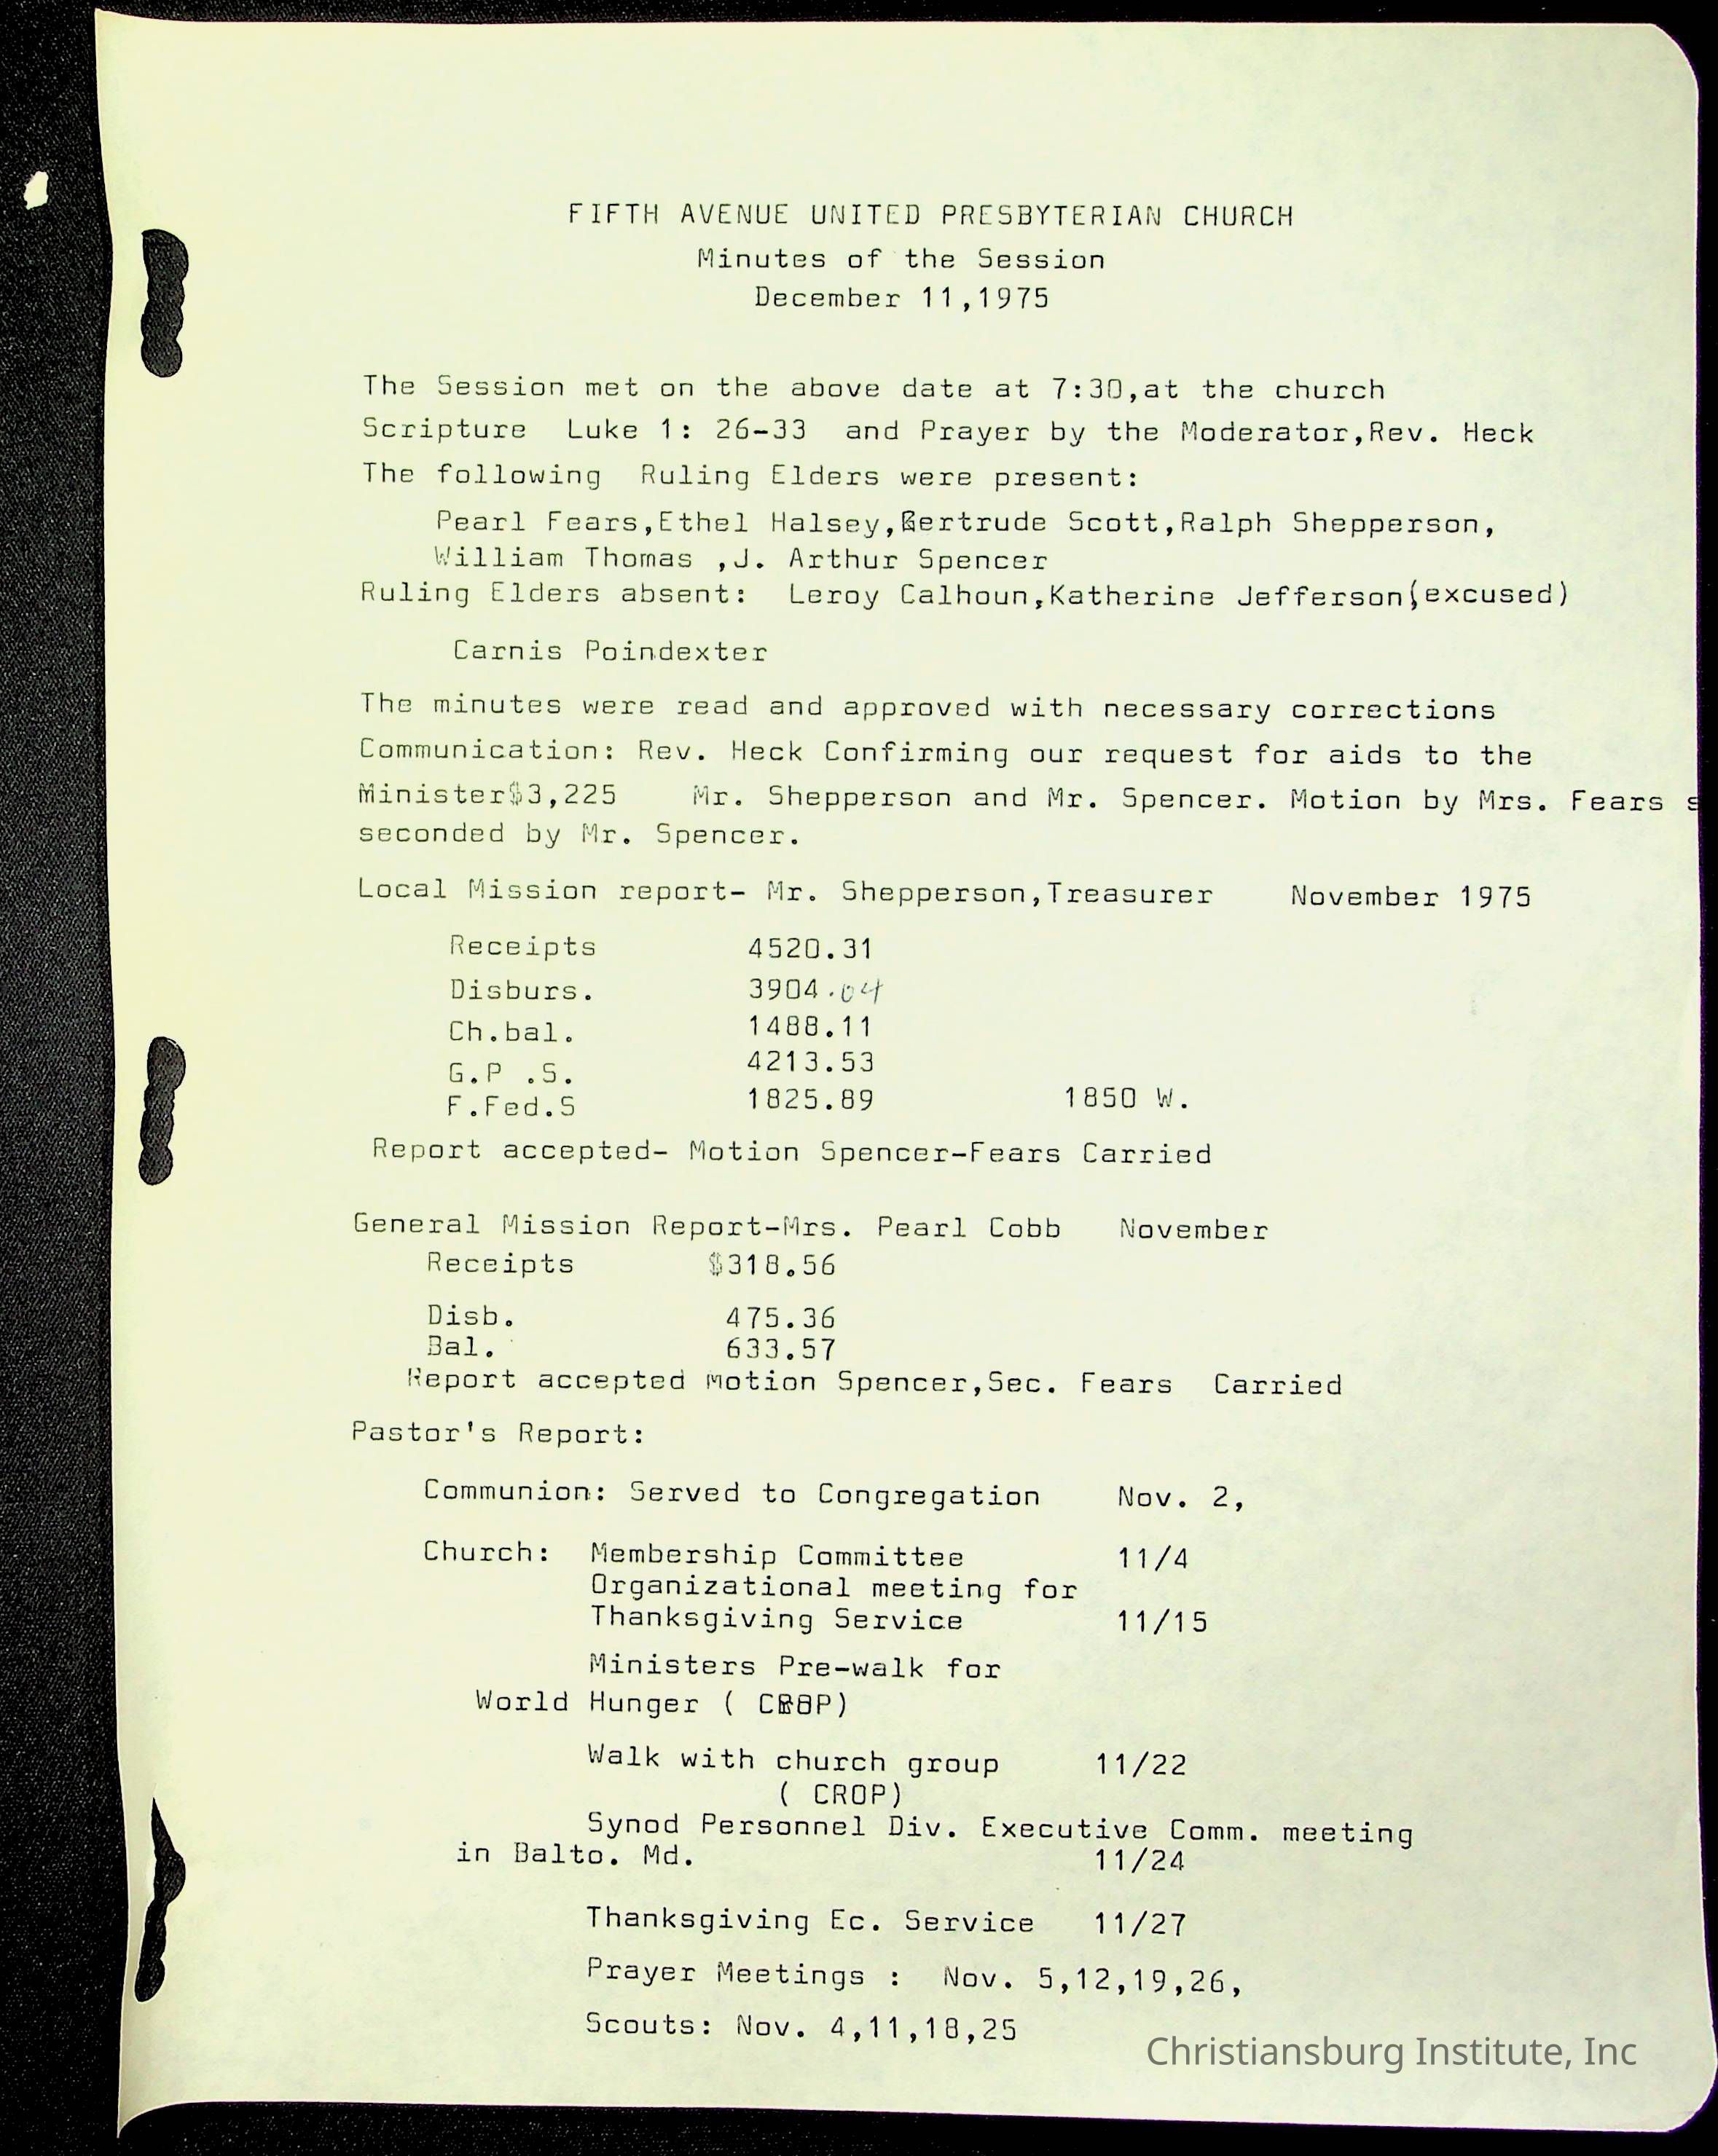 FIFTH AVENUE UNITED PRESBYTERIAN CHURCH
Minutes of the Session
December 11,1975
The Session met on the above date at 7:30,at the church
Scripture Luke 1: 26-33 and Prayer by the Moderator,Rev. Heck
The following Ruling Elders were present:
Pearl Fears,Ethel Halsey,Gertrude Scott,Ralph Shepperson,
William Thomas ,J. Arthur Spencer
Ruling Elders absent: Leroy Calhoun,Katherine Jefferson(excused)
Carnis Poindexter
The minutes were read and approved with necessary corrections
Communication: Rev. Heck Confirming our request for aids to the
Minister$3,225 Mr. Shepperson and Mr. Spencer. Motion by Mrs. Fears s
seconded by Mr. Spencer.
Local Mission report- Mr. Shepperson,Treasurer November 1975
Receipts 4520.31
Disburs. 3904.04
Ch.bal. 1488.11
G.P .S. 4213.53
F.Fed.S 1825.89 1850 W.
Report accepted- Motion Spencer-Fears Carried
General Mission Report-Mrs. Pearl Cobb November
Receipts $318.56
Disb. 475.36
Bal. 633.57
Report accepted Motion Spencer,Sec. Fears Carried
Pastor's Report:
Communion: Served to Congregation Nov. 2,
Church: Membership Committee 11/4
Organizational meeting for
Thanksgiving Service 11/15
Ministers Pre-walk for
World Hunger ( CROP)
Walk with church group 11/22
( CROP)
Synod Personnel Div. Executive Comm. meeting
in Balto. Md. 11/24
Thanksgiving Ec. Service 11/27
Prayer Meetings : Nov. 5,12,19,26,
Scouts: Nov. 4,11,18,25
Christiansburg Institute, Inc